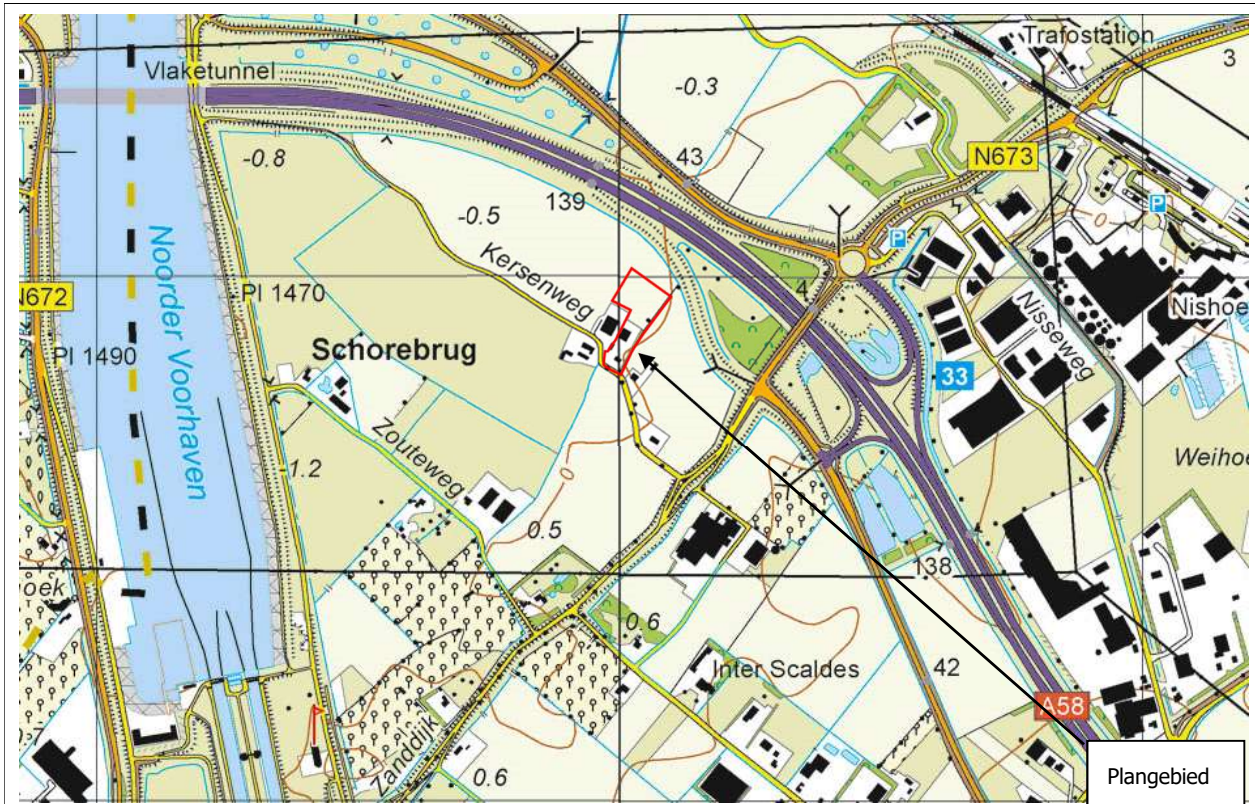 Trafostation
Vlaketunnel
3
-0.3
N673
P
43
-0.8
139
-0.5
P
Kersenweg
4
N672
Noorder Voorhaven
PI 1470
Nisseweg
Nishoe
PI 1490
Schorebrug
33
Zouteweg
-1.2
Weihoe
0
0.5
138
oek
0.6
Inter Scaldes
42
A58
Zanddijk
0.6
Plangebied